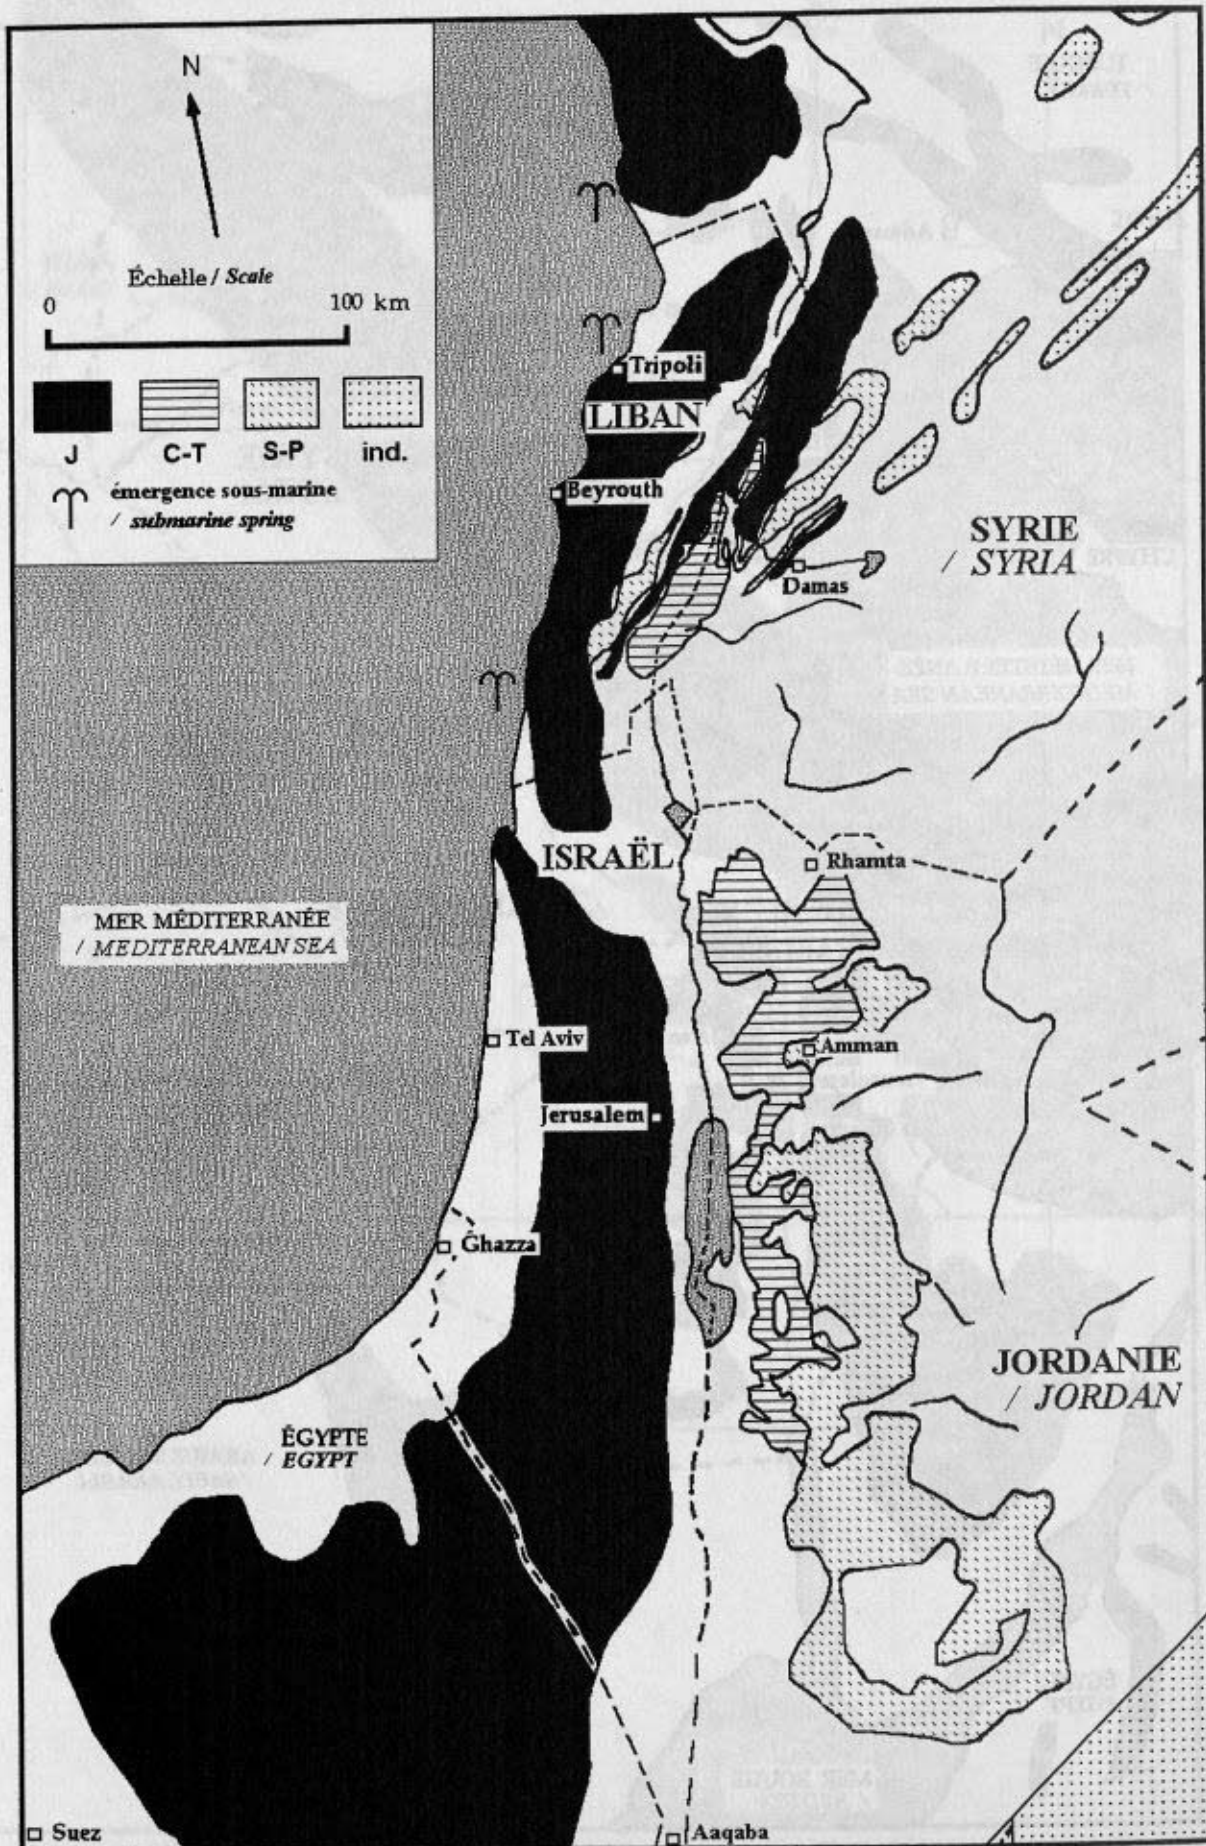 N
Échelle / Scale
0 100 km
J C-T S-P ind.
émergence sous-marine
/ submarine spring
Tripoli
LIBAN
Beyrouth
SYRIE
/ SYRIA
Damas
ISRAËL
Rhamta
MER MÉDITERRANÉE
/ MEDITERRANEAN SEA
Tel Aviv
Amman
Jerusalem
Ghazza
JORDANIE
/ JORDAN
ÉGYPTE
/ EGYPT
Suez
Aaqaba